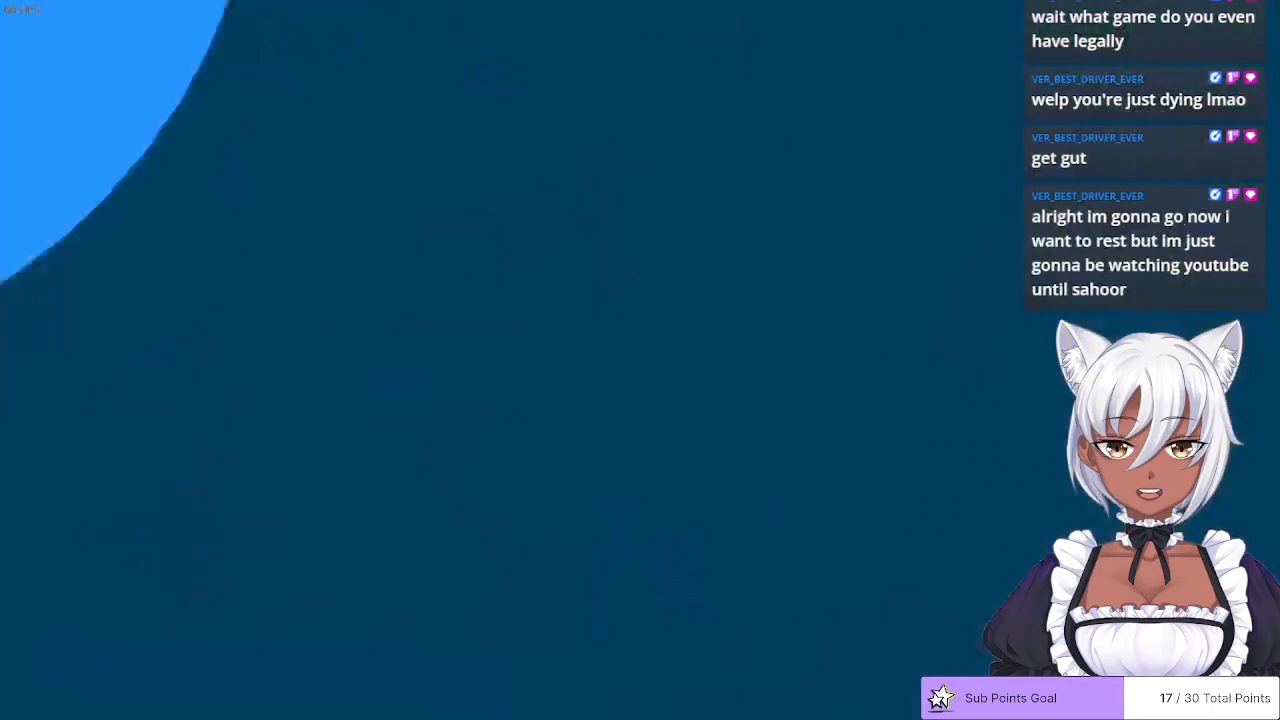 wait what game do you even
have legally
VER_BEST_DRIVER_EVER
welp you're just dying lmao
VER_BEST_DRIVER_EVER
get gut
VER_BEST_DRIVER_EVER
alright im gonna go now i
want to rest but im just
gonna be watching youtube
until sahoor
Sub Points Goal
17 / 30 Total Points